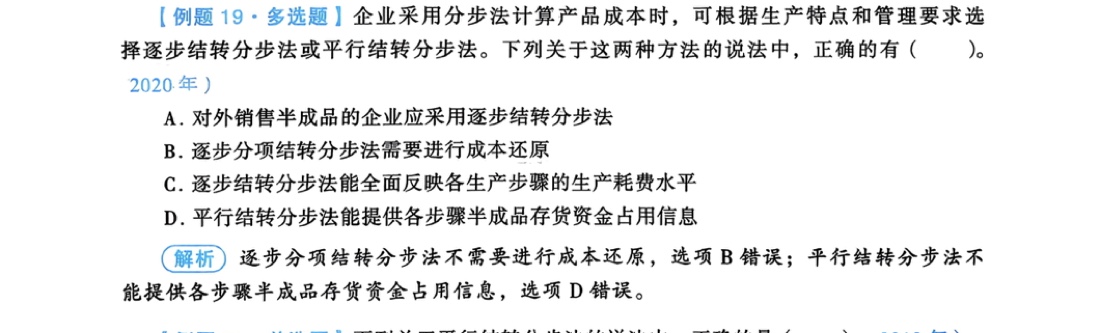 【例题 19·多选题】企业采用分步法计算产品成本时，可根据生产特点和管理要求选
择逐步结转分步法或平行结转分步法。下列关于这两种方法的说法中，正确的有（　　）。
2020年）
A. 对外销售半成品的企业应采用逐步结转分步法
B. 逐步分项结转分步法需要进行成本还原
C. 逐步结转分步法能全面反映各生产步骤的生产耗费水平
D. 平行结转分步法能提供各步骤半成品存货资金占用信息
解析 逐步分项结转分步法不需要进行成本还原，选项 B 错误；平行结转分步法不
能提供各步骤半成品存货资金占用信息，选项 D 错误。